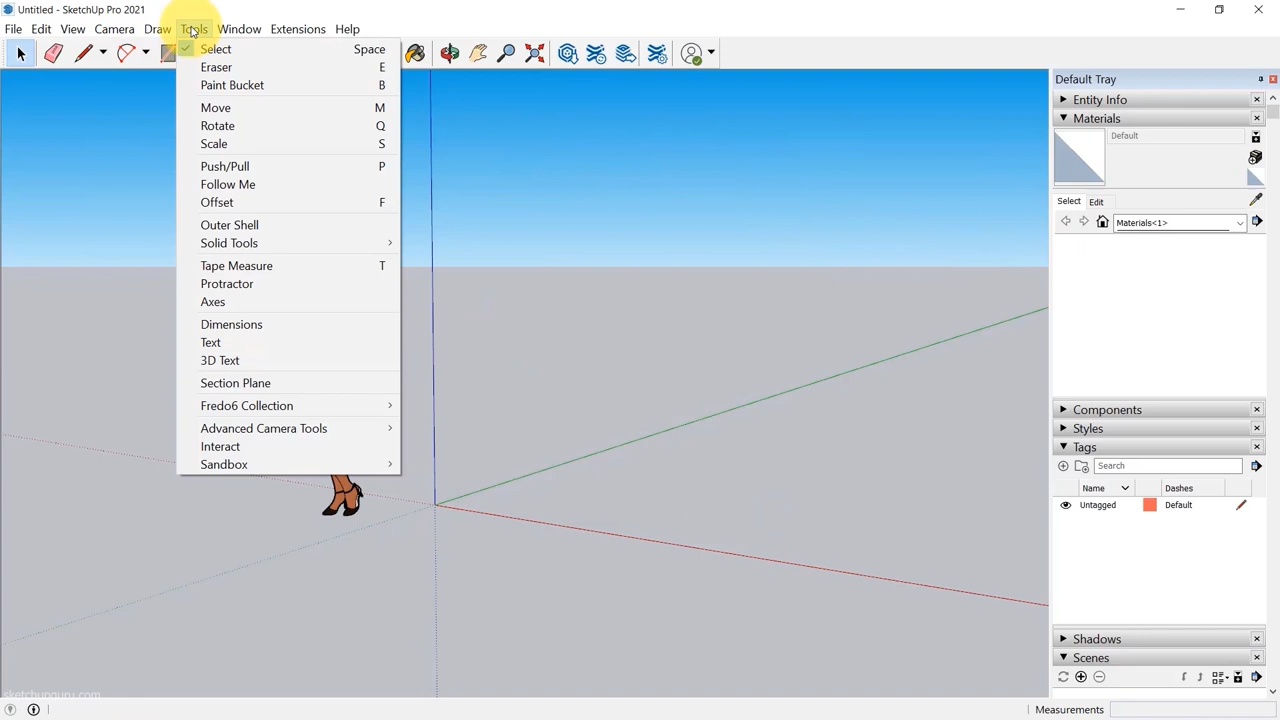 Untitled - SketchUp Pro 2021
File Edit View Camera Draw Tools Window Extensions Help
Select Space
Eraser E
Paint Bucket B
Move M
Rotate Q
Scale S
Push/Pull P
Follow Me
Offset F
Outer Shell
Solid Tools
Tape Measure T
Protractor
Axes
Dimensions
Text
3D Text
Section Plane
Fredo6 Collection
Advanced Camera Tools
Interact
Sandbox
Default Tray
Entity Info
Materials
Default
Select Edit
Materials<1>
Components
Styles
Tags
Search
Name Dashes
Untagged Default
Shadows
Scenes
sketchupguru.com
Measurements